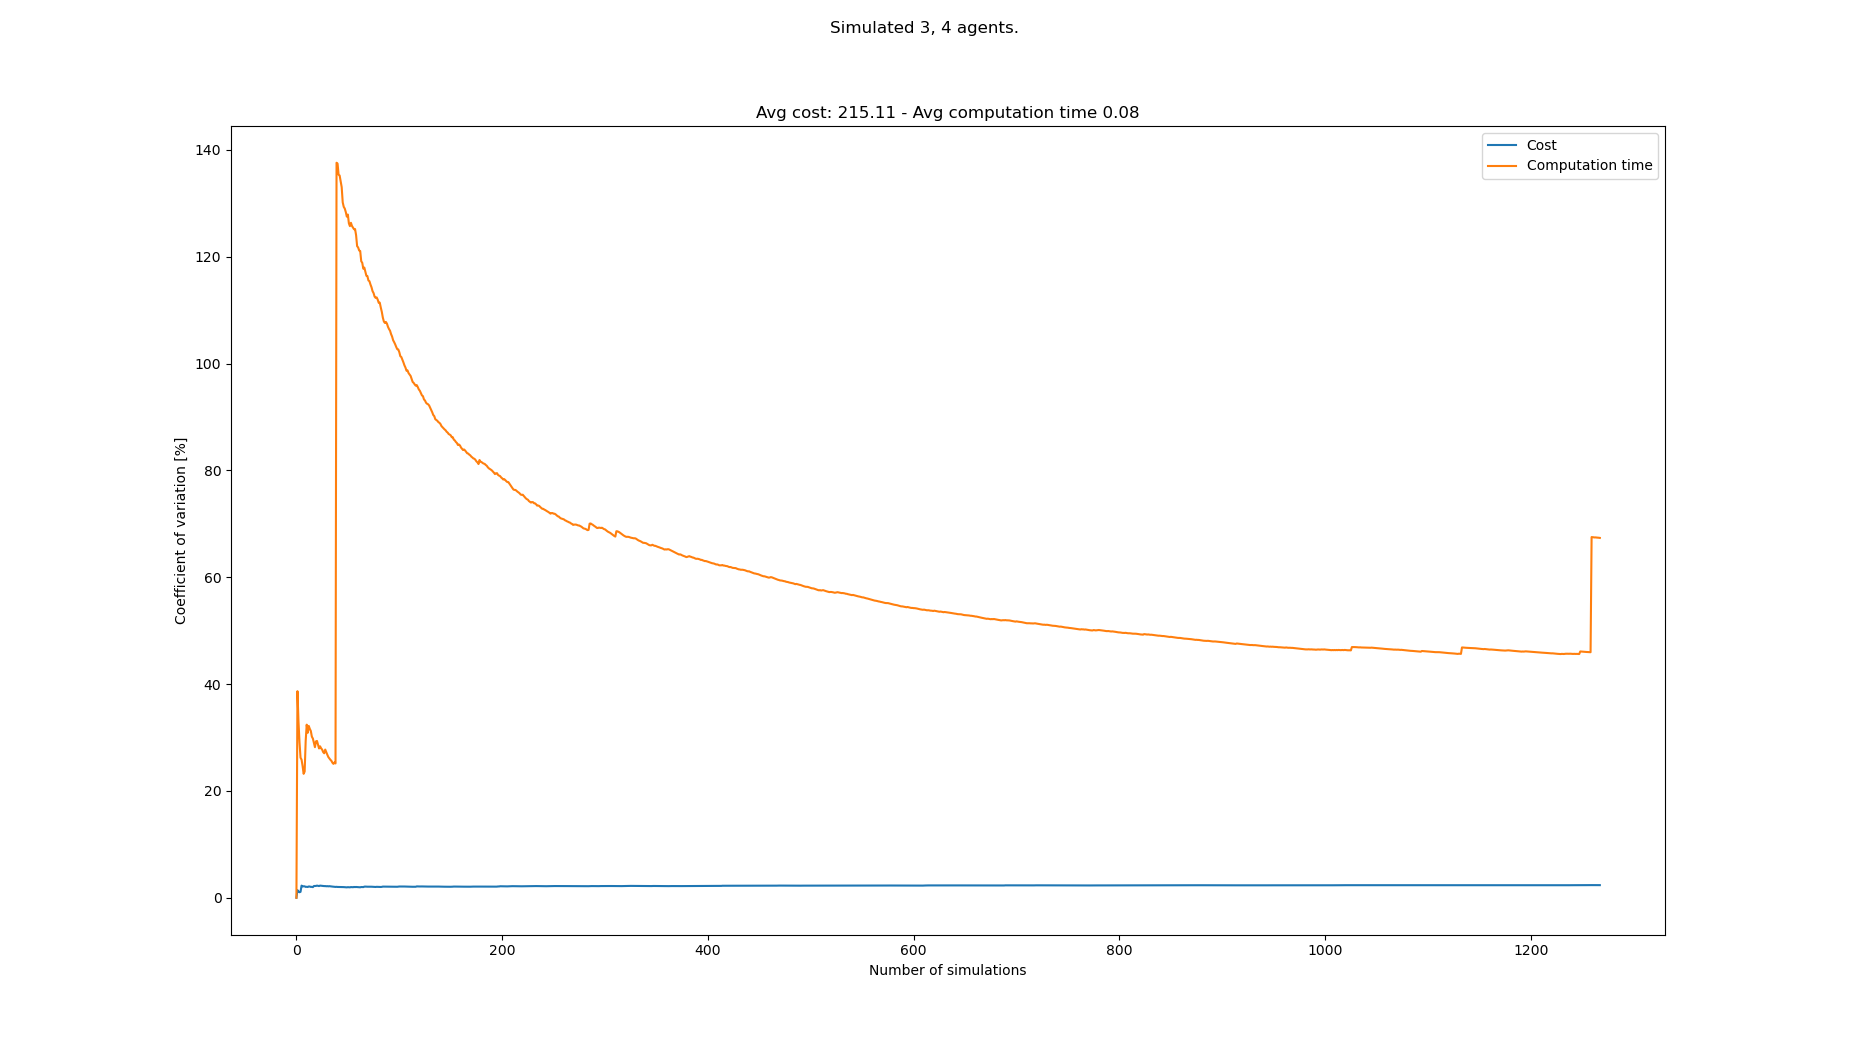 Simulated 3, 4 agents.
Avg cost: 215.11 - Avg computation time 0.08
Cost
Computation time
140
120
100
80
60
40
20
0
Coefficient of variation [%]
0
200
400
600
800
1000
1200
Number of simulations